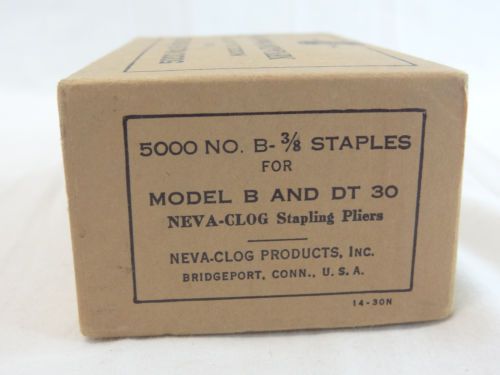 5000 NO. B-3/8 STAPLES
FOR
MODEL B AND DT 30
NEVA-CLOG Stapling Pliers
NEVA-CLOG PRODUCTS, INC.
BRIDGEPORT, CONN., U. S. A.
14-30N